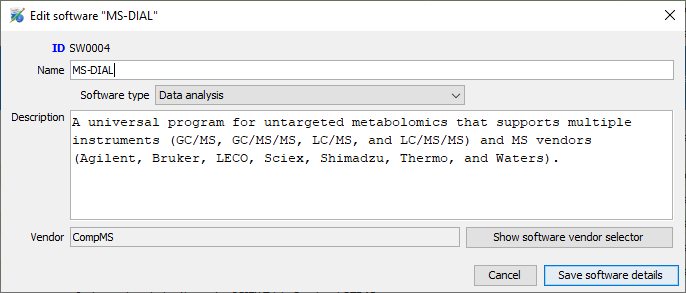 Edit software "MS-DIAL"
ID SW0004
Name MS-DIAL
Software type Data analysis
Description A universal program for untargeted metabolomics that supports multiple
instruments (GC/MS, GC/MS/MS, LC/MS, and LC/MS/MS) and MS vendors
(Agilent, Bruker, LECO, Sciex, Shimadzu, Thermo, and Waters).
Vendor CompMS Show software vendor selector
Cancel Save software details